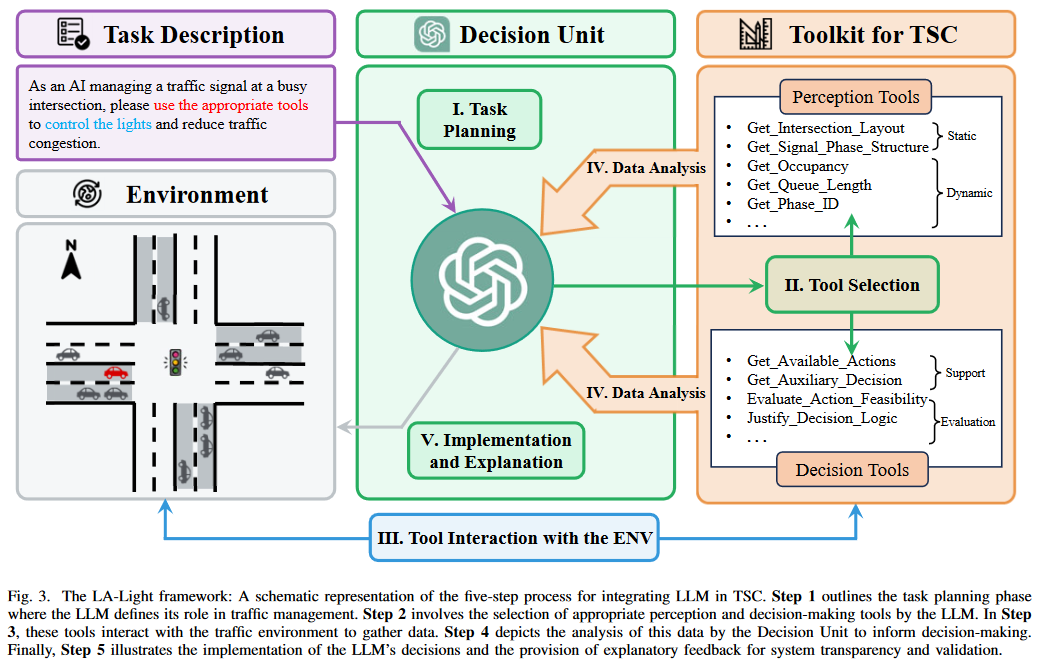 Task Description
As an AI managing a traffic signal at a busy
intersection, please use the appropriate tools
to control the lights and reduce traffic
congestion.
Environment
N
Decision Unit
I. Task
Planning
V. Implementation
and Explanation
Toolkit for TSC
Perception Tools
• Get_Intersection_Layout
• Get_Signal_Phase_Structure
Static
• Get_Occupancy
• Get_Queue_Length
• Get_Phase_ID
• ...
Dynamic
IV. Data Analysis
II. Tool Selection
IV. Data Analysis
• Get_Available_Actions
• Get_Auxiliary_Decision
Support
• Evaluate_Action_Feasibility
• Justify_Decision_Logic
• ...
Evaluation
Decision Tools
III. Tool Interaction with the ENV
Fig. 3. The LA-Light framework: A schematic representation of the five-step process for integrating LLM in TSC. Step 1 outlines the task planning phase
where the LLM defines its role in traffic management. Step 2 involves the selection of appropriate perception and decision-making tools by the LLM. In Step
3, these tools interact with the traffic environment to gather data. Step 4 depicts the analysis of this data by the Decision Unit to inform decision-making.
Finally, Step 5 illustrates the implementation of the LLM's decisions and the provision of explanatory feedback for system transparency and validation.